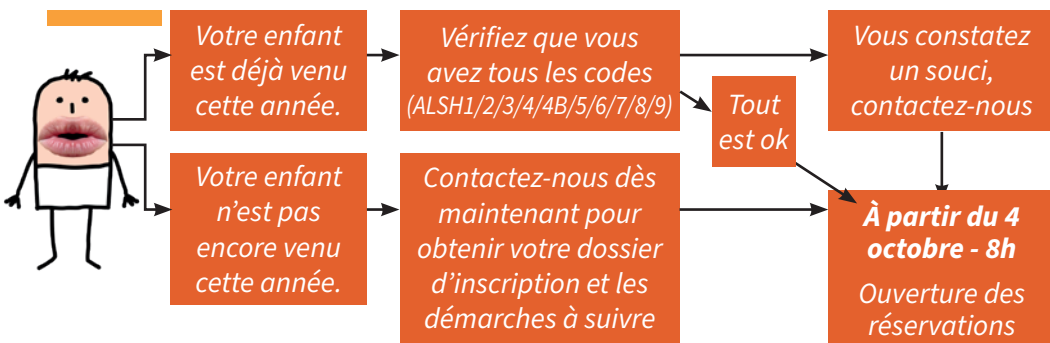 Votre enfant
est déjà venu
cette année.
Vérifiez que vous
avez tous les codes
(ALSH1/2/3/4/4B/5/6/7/8/9)
Tout
est ok
Vous constatez
un souci,
contactez-nous
Votre enfant
n'est pas
encore venu
cette année.
Contactez-nous dès
maintenant pour
obtenir votre dossier
d'inscription et les
démarches à suivre
À partir du 4
octobre - 8h
Ouverture des
réservations